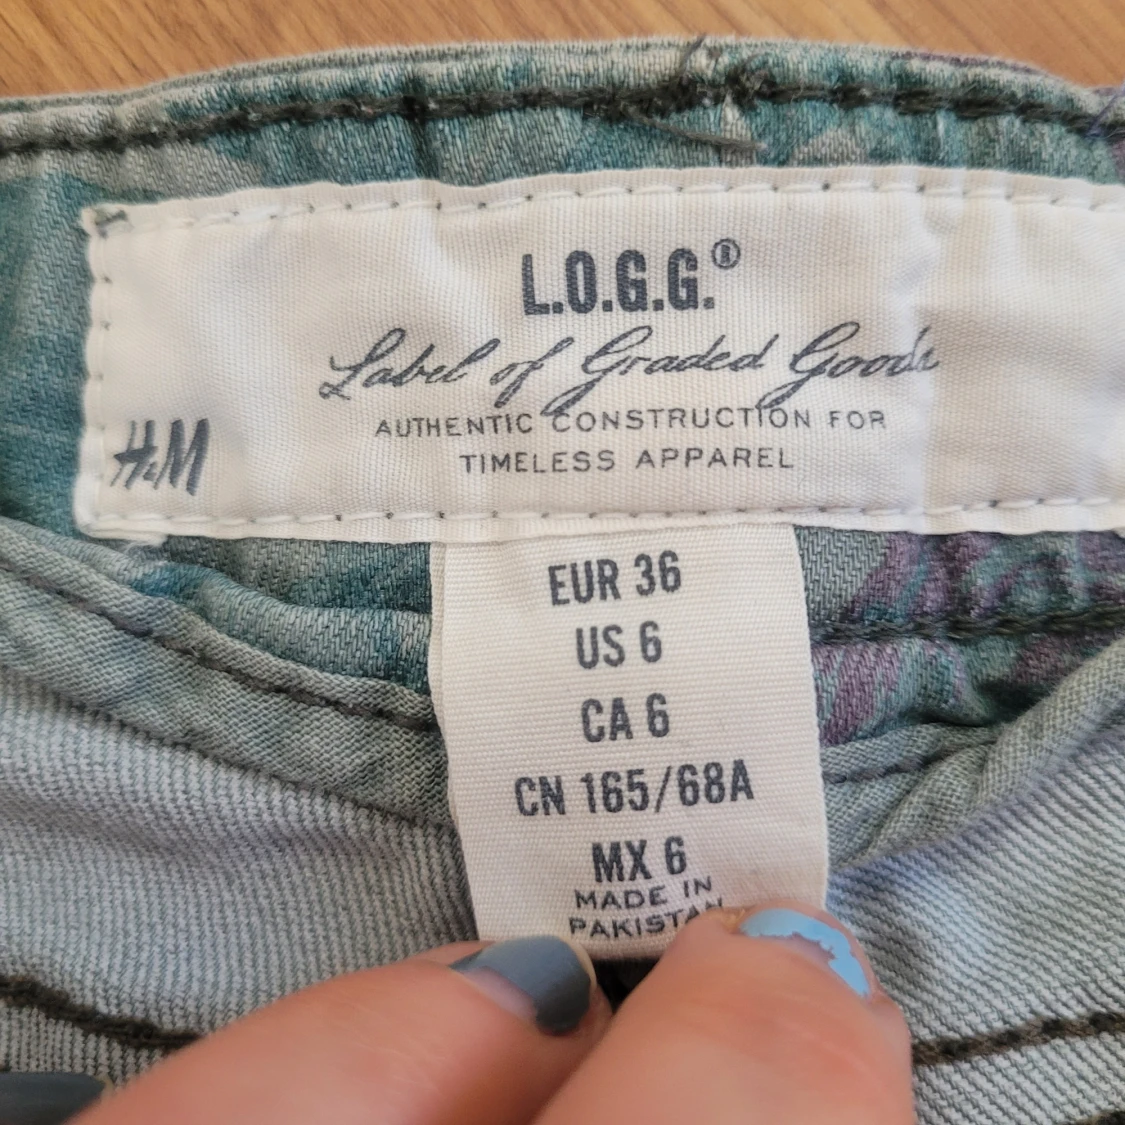 L.O.G.G.®
Label of Graded Goods
AUTHENTIC CONSTRUCTION FOR
TIMELESS APPAREL
H&M
EUR 36
US 6
CA 6
CN 165/68A
MX 6
MADE IN
PAKISTAN